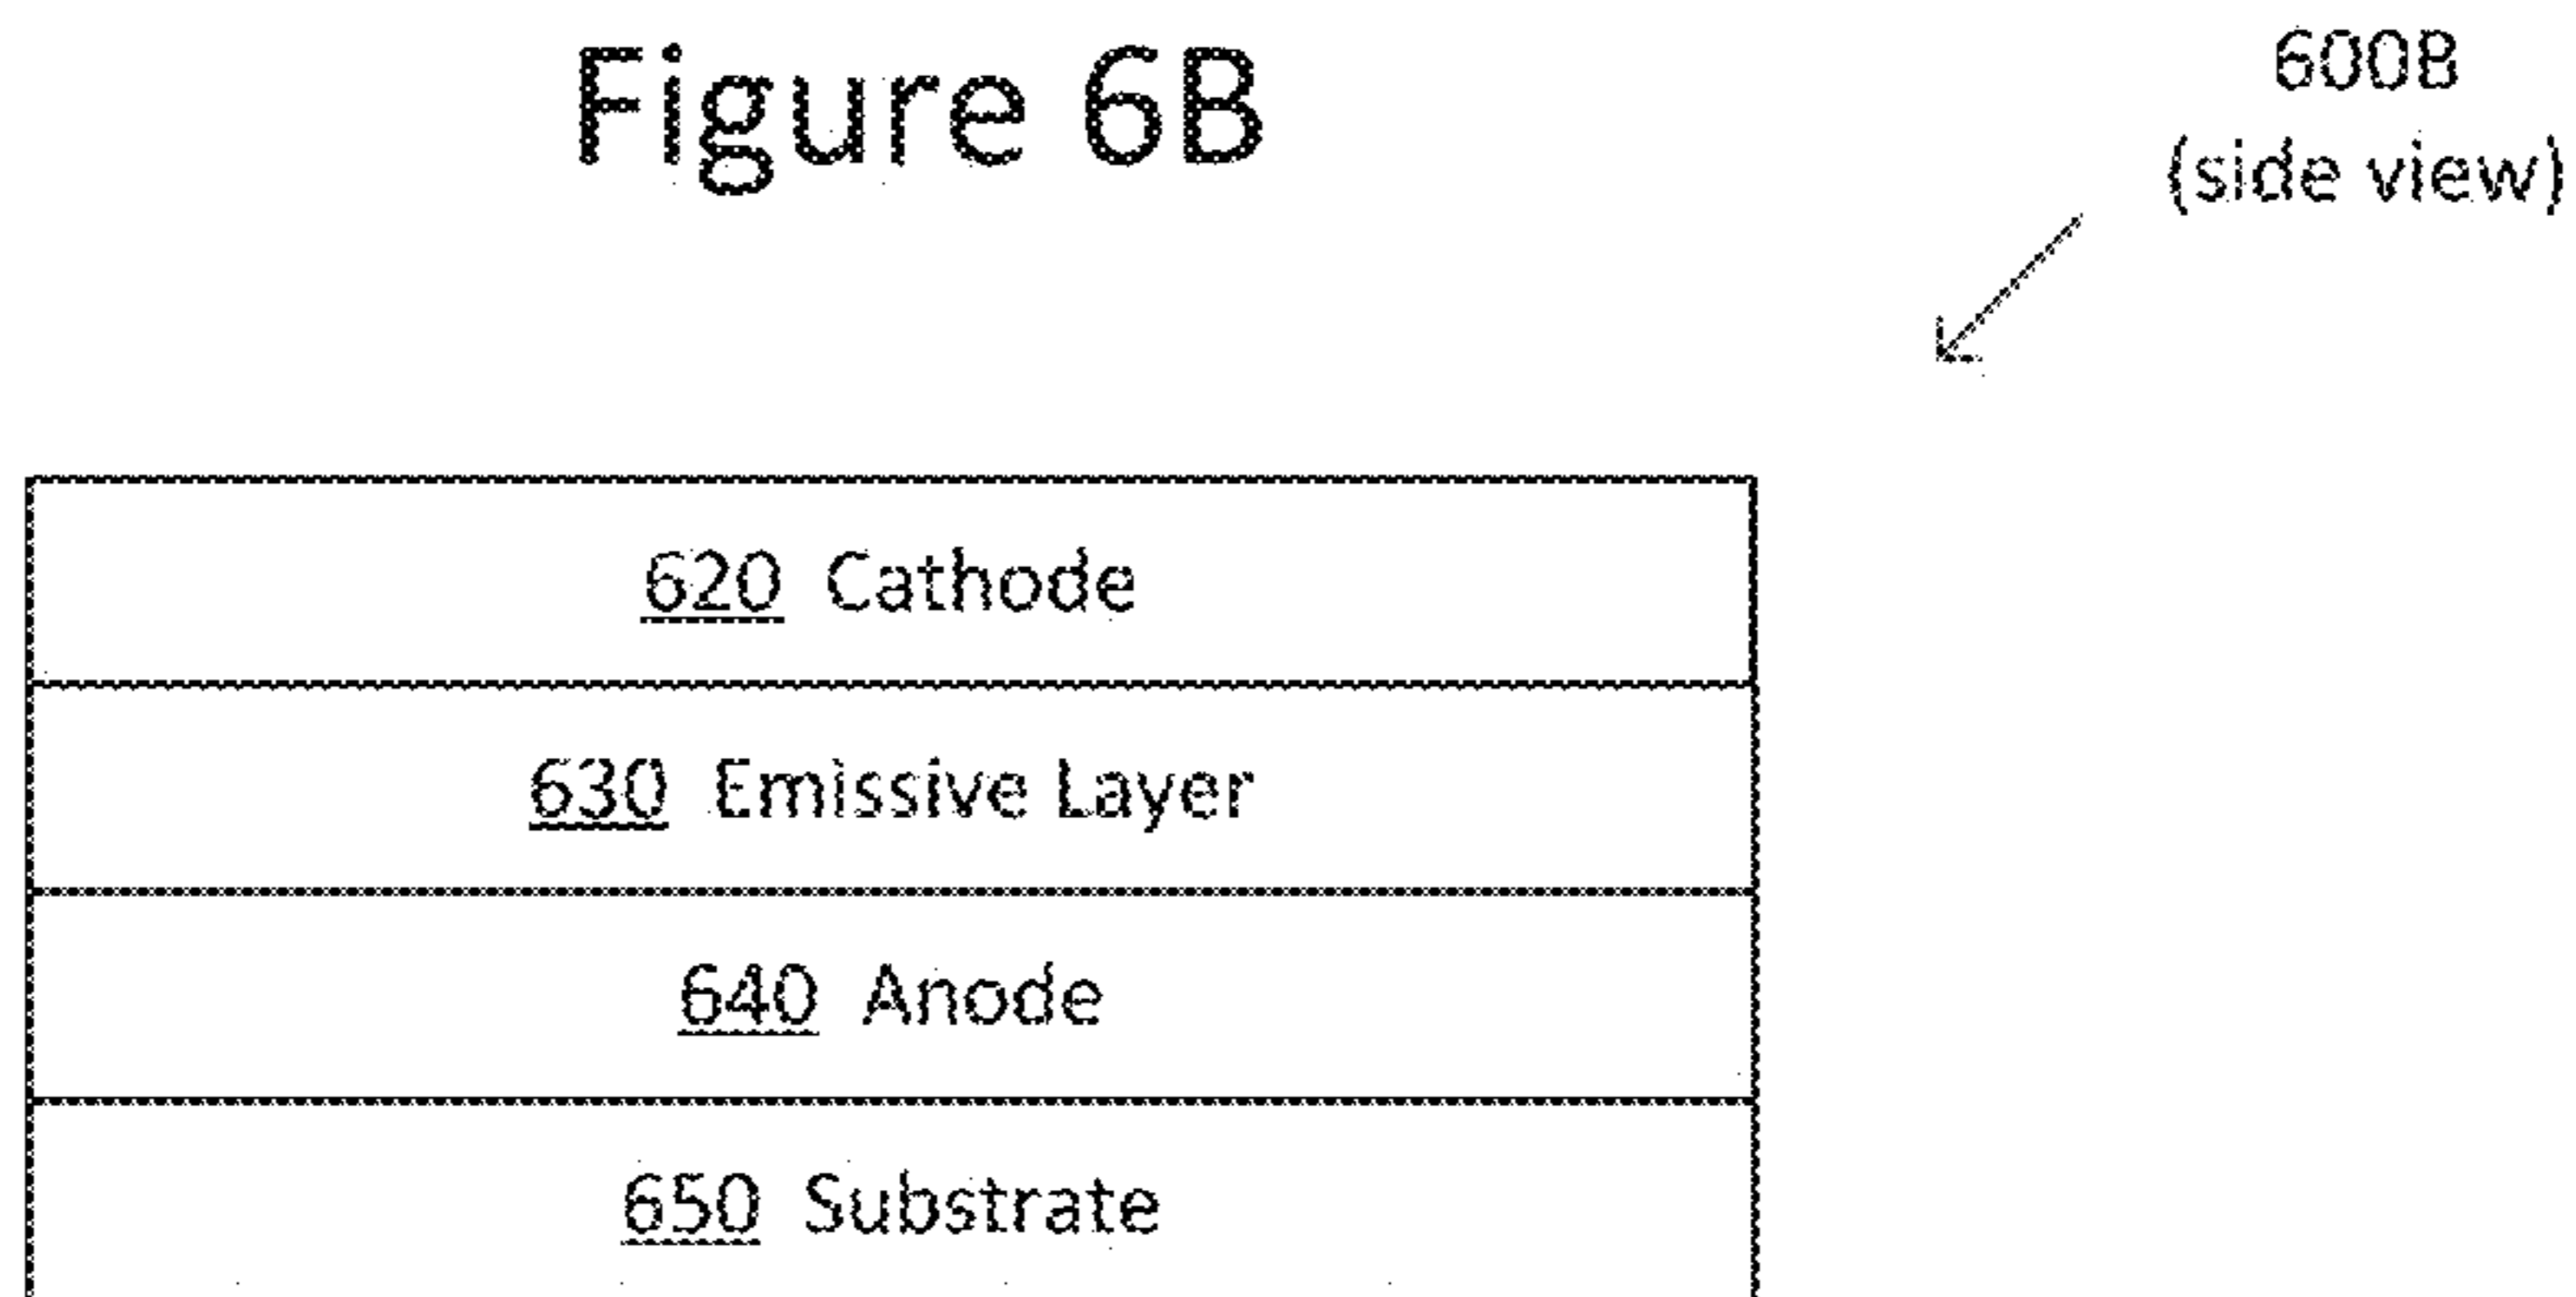 Figure 6B
600B
(side view)
620 Cathode
630 Emissive Layer
640 Anode
650 Substrate